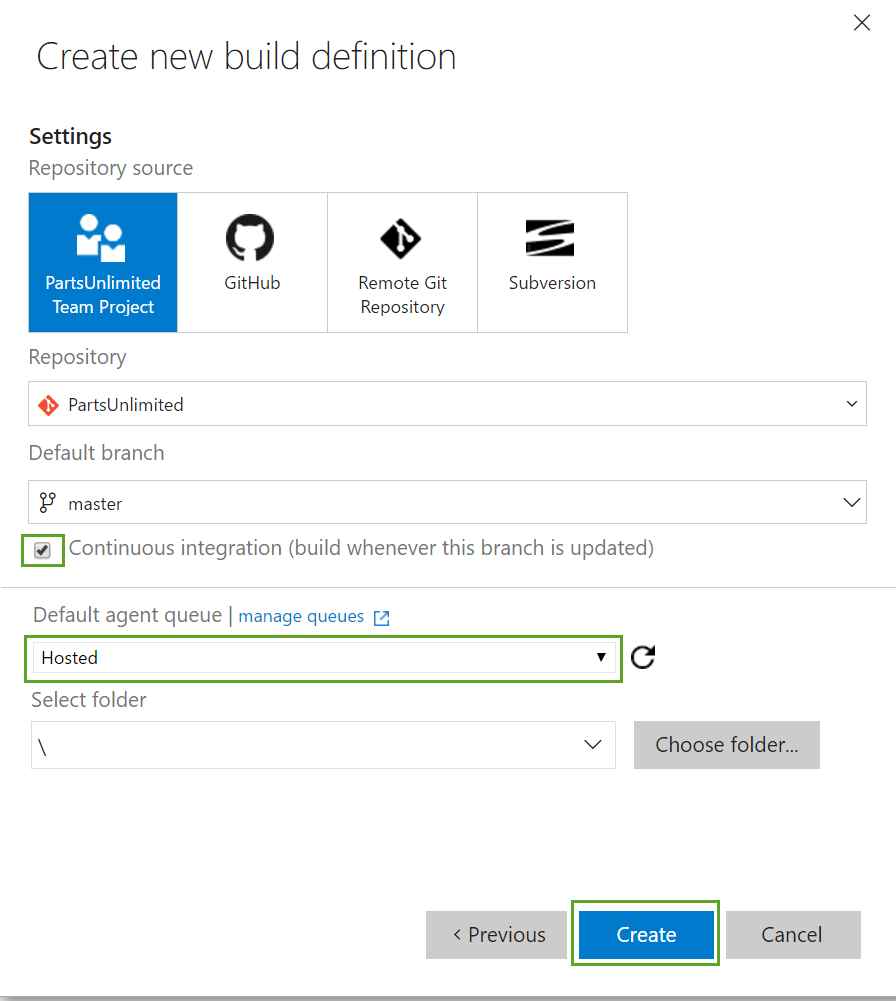 Create new build definition
Settings
Repository source
PartsUnlimited
Team Project
GitHub
Remote Git
Repository
Subversion
Repository
PartsUnlimited
Default branch
master
Continuous integration (build whenever this branch is updated)
Default agent queue | manage queues
Hosted
Select folder
\
Choose folder...
< Previous
Create
Cancel